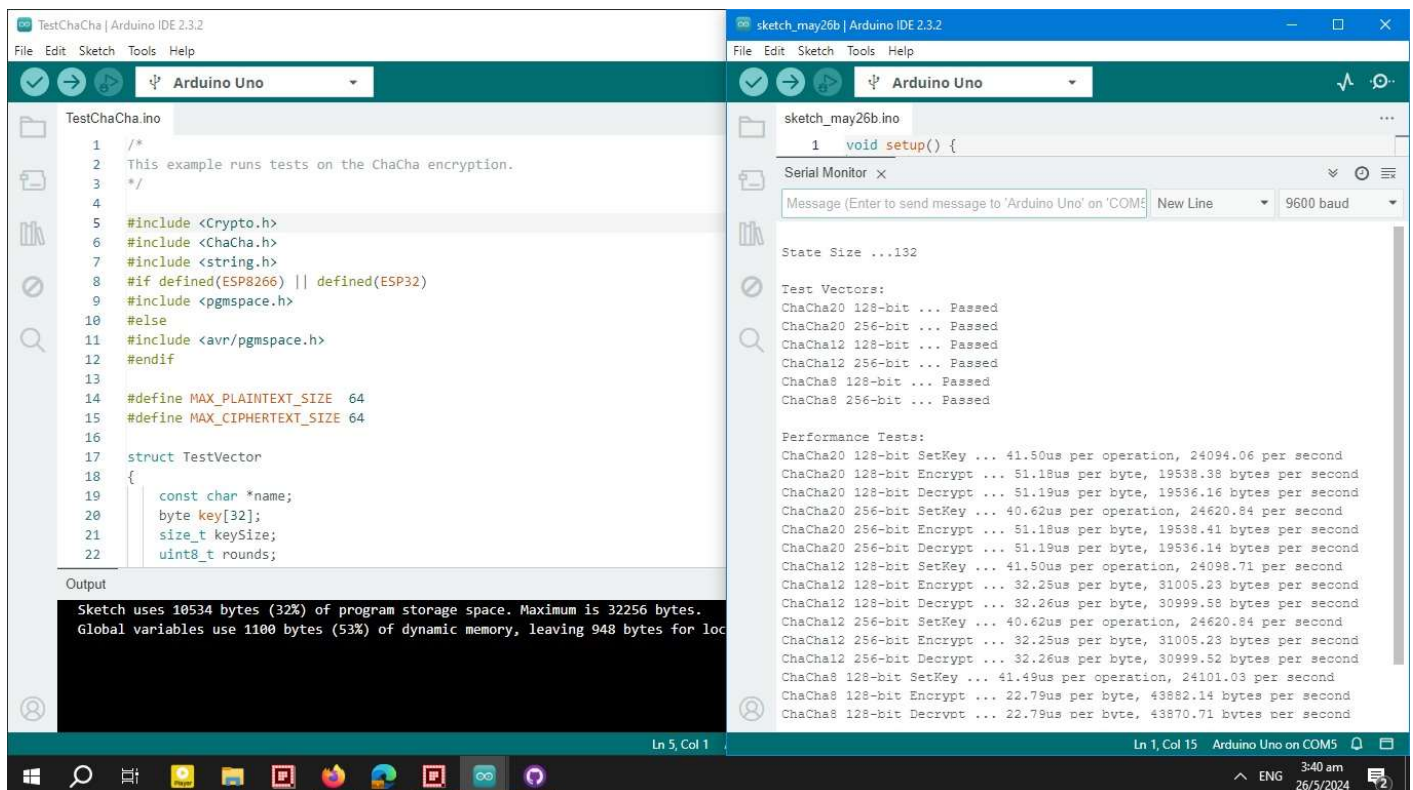 TestChaCha | Arduino IDE 2.3.2
File Edit Sketch Tools Help
Arduino Uno
TestChaCha.ino
1 /*
2 This example runs tests on the ChaCha encryption.
3 */
4
5 #include <Crypto.h>
6 #include <ChaCha.h>
7 #include <string.h>
8 #if defined(ESP8266) || defined(ESP32)
9 #include <pgmspace.h>
10 #else
11 #include <avr/pgmspace.h>
12 #endif
13
14 #define MAX_PLAINTEXT_SIZE 64
15 #define MAX_CIPHERTEXT_SIZE 64
16
17 struct TestVector
18 {
19 const char *name;
20 byte key[32];
21 size_t keySize;
22 uint8_t rounds;
Output
Sketch uses 10534 bytes (32%) of program storage space. Maximum is 32256 bytes.
Global variables use 1100 bytes (53%) of dynamic memory, leaving 948 bytes for loc
Ln 5, Col 1
sketch_may26b | Arduino IDE 2.3.2
File Edit Sketch Tools Help
Arduino Uno
sketch_may26b.ino
1 void setup() {
Serial Monitor
Message (Enter to send message to 'Arduino Uno' on 'COM5 New Line 9600 baud
State Size ...132
Test Vectors:
ChaCha20 128-bit ... Passed
ChaCha20 256-bit ... Passed
ChaCha12 128-bit ... Passed
ChaCha12 256-bit ... Passed
ChaCha8 128-bit ... Passed
ChaCha8 256-bit ... Passed
Performance Tests:
ChaCha20 128-bit SetKey ... 41.50us per operation, 24094.06 per second
ChaCha20 128-bit Encrypt ... 51.18us per byte, 19538.38 bytes per second
ChaCha20 128-bit Decrypt ... 51.19us per byte, 19536.16 bytes per second
ChaCha20 256-bit SetKey ... 40.62us per operation, 24620.84 per second
ChaCha20 256-bit Encrypt ... 51.18us per byte, 19538.41 bytes per second
ChaCha20 256-bit Decrypt ... 51.19us per byte, 19536.14 bytes per second
ChaCha12 128-bit SetKey ... 41.50us per operation, 24098.71 per second
ChaCha12 128-bit Encrypt ... 32.25us per byte, 31005.23 bytes per second
ChaCha12 128-bit Decrypt ... 32.26us per byte, 30999.58 bytes per second
ChaCha12 256-bit SetKey ... 40.62us per operation, 24620.84 per second
ChaCha12 256-bit Encrypt ... 32.25us per byte, 31005.23 bytes per second
ChaCha12 256-bit Decrypt ... 32.26us per byte, 30999.52 bytes per second
ChaCha8 128-bit SetKey ... 41.49us per operation, 24101.03 per second
ChaCha8 128-bit Encrypt ... 22.79us per byte, 43882.14 bytes per second
ChaCha8 128-bit Decrypt ... 22.79us per byte, 43870.71 bytes per second
Ln 1, Col 15 Arduino Uno on COM5
Player
ENG
3:40 am
26/5/2024
2